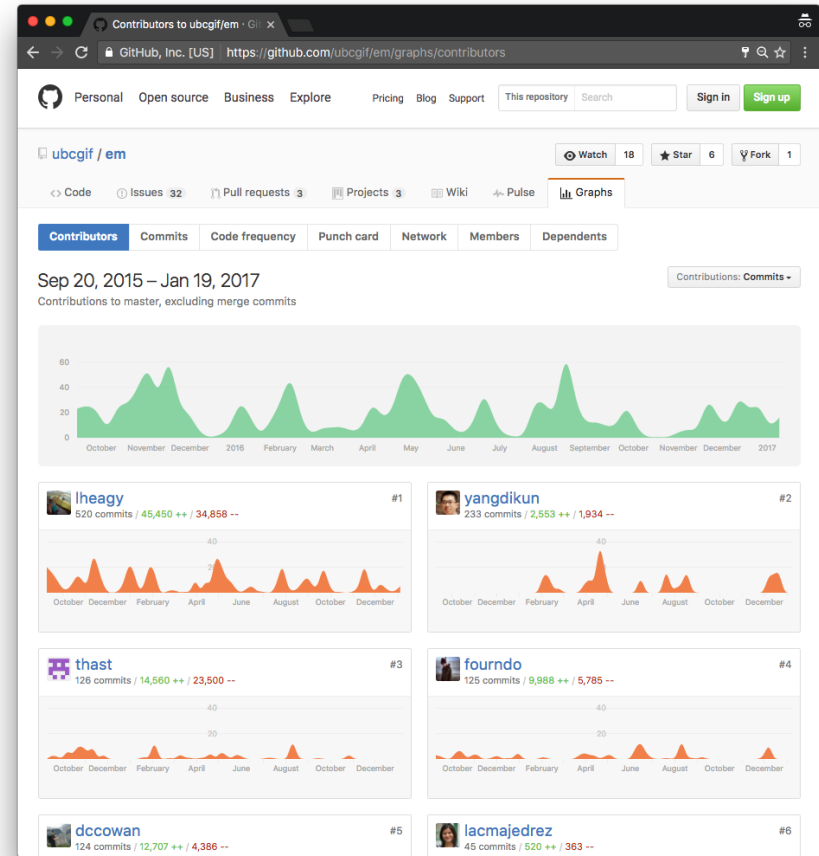 Contributors to ubcgif/em · Gi
GitHub, Inc. [US] https://github.com/ubcgif/em/graphs/contributors
Personal Open source Business Explore Pricing Blog Support This repository Search Sign in Sign up
ubcgif / em Watch 18 Star 6 Fork 1
Code Issues 32 Pull requests 3 Projects 3 Wiki Pulse Graphs
Contributors Commits Code frequency Punch card Network Members Dependents
Sep 20, 2015 – Jan 19, 2017 Contributions: Commits
Contributions to master, excluding merge commits
60
40
20
0
October November December 2016 February March April May June July August September October November December 2017
lheagy #1
520 commits / 45,450 ++ / 34,858 --
40
October December February April June August October December
yangdikun #2
233 commits / 2,553 ++ / 1,934 --
40
October December February April June August October December
thast #3
126 commits / 14,560 ++ / 23,500 --
40
20
October December February April June August October December
fourndo #4
125 commits / 9,988 ++ / 5,785 --
40
20
October December February April June August October December
dccowan #5
124 commits / 12,707 ++ / 4,386 --
lacmajedrez #6
45 commits / 520 ++ / 363 --